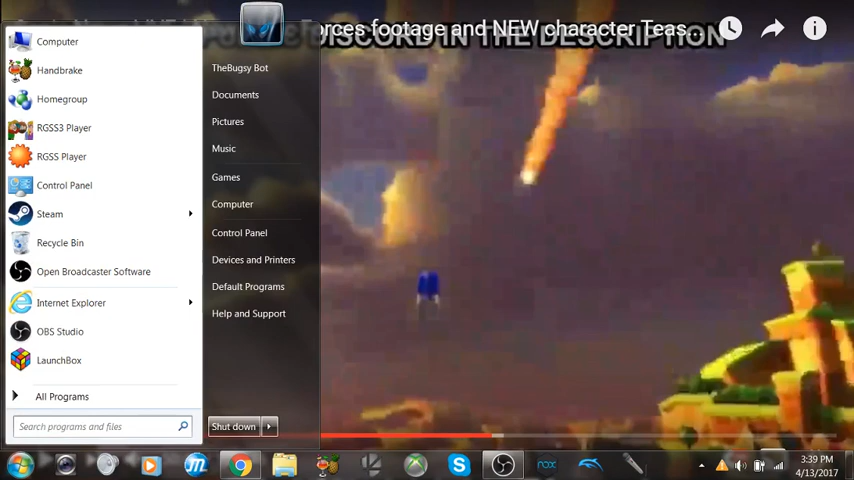 Forces footage and NEW character Teas...
DISCORD IN THE DESCRIPTION
Computer
Handbrake
Homegroup
RGSS3 Player
RGSS Player
Control Panel
Steam
Recycle Bin
Open Broadcaster Software
Internet Explorer
OBS Studio
LaunchBox
All Programs
Search programs and files
TheBugsy Bot
Documents
Pictures
Music
Games
Computer
Control Panel
Devices and Printers
Default Programs
Help and Support
Shut down
nox
3:39 PM
4/13/2017